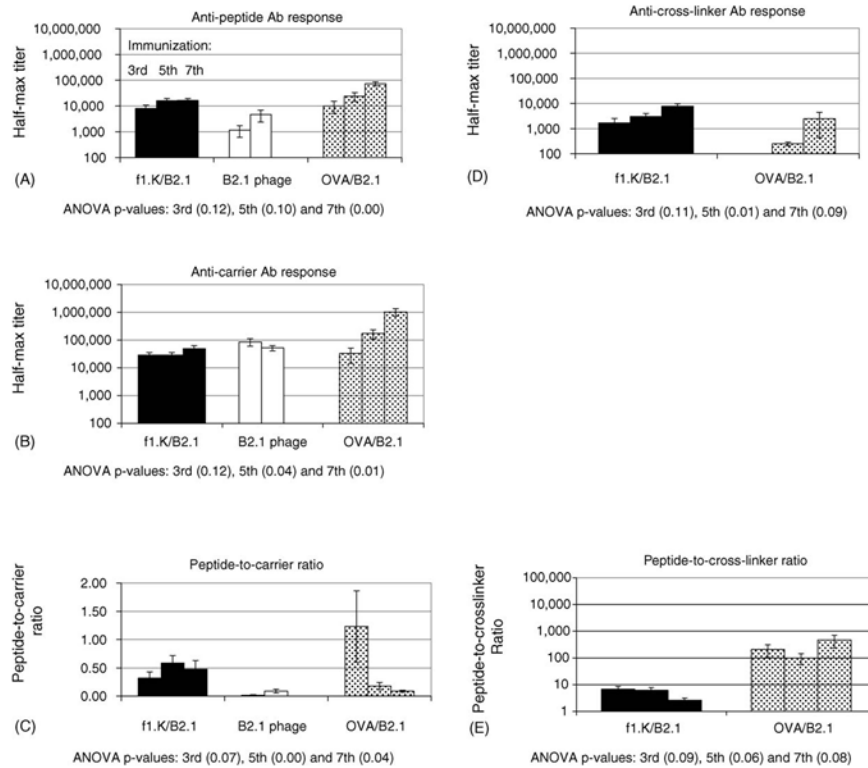 Anti-peptide Ab response
10,000,000
1,000,000
100,000
10,000
1,000
100
Half-max titer
Immunization:
3rd 5th 7th
f1.K/B2.1 B2.1 phage OVA/B2.1
(A)
ANOVA p-values: 3rd (0.12), 5th (0.10) and 7th (0.00)
Anti-carrier Ab response
10,000,000
1,000,000
100,000
10,000
1,000
100
Half-max titer
f1.K/B2.1 B2.1 phage OVA/B2.1
(B)
ANOVA p-values: 3rd (0.12), 5th (0.04) and 7th (0.01)
Peptide-to-carrier ratio
2.00
1.50
1.00
0.50
0.00
Peptide-to-carrier
ratio
f1.K/B2.1 B2.1 phage OVA/B2.1
(C)
ANOVA p-values: 3rd (0.07), 5th (0.00) and 7th (0.04)
Anti-cross-linker Ab response
10,000,000
1,000,000
100,000
10,000
1,000
100
Half-max titer
f1.K/B2.1 OVA/B2.1
(D)
ANOVA p-values: 3rd (0.11), 5th (0.01) and 7th (0.09)
Peptide-to-cross-linker ratio
100,000
10,000
1,000
100
10
1
Peptide-to-crosslinker
Ratio
f1.K/B2.1 OVA/B2.1
(E)
ANOVA p-values: 3rd (0.09), 5th (0.06) and 7th (0.08)